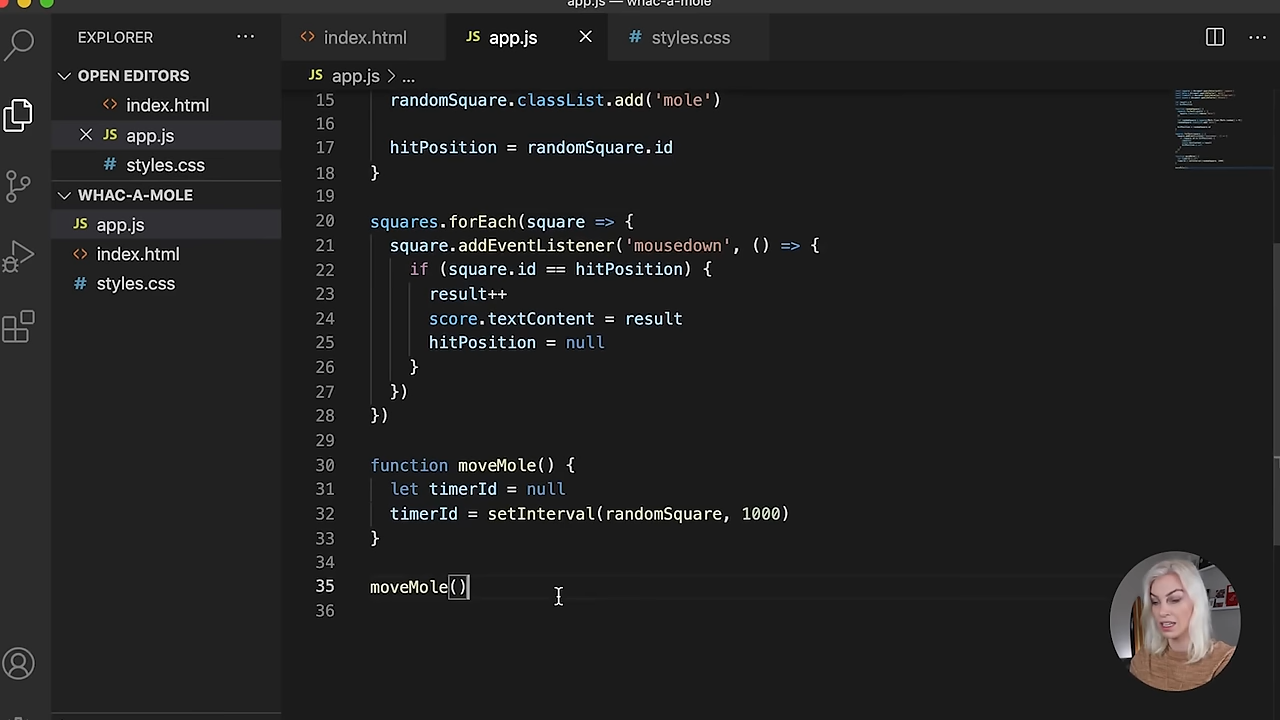 app.js — whac-a-mole
EXPLORER ...
OPEN EDITORS
index.html
app.js
styles.css
WHAC-A-MOLE
JS app.js
index.html
# styles.css
index.html
JS app.js
# styles.css
JS app.js > ...
15 randomSquare.classList.add('mole')
16
17 hitPosition = randomSquare.id
18 }
19
20 squares.forEach(square => {
21 square.addEventListener('mousedown', () => {
22 if (square.id == hitPosition) {
23 result++
24 score.textContent = result
25 hitPosition = null
26 }
27 })
28 })
29
30 function moveMole() {
31 let timerId = null
32 timerId = setInterval(randomSquare, 1000)
33 }
34
35 moveMole()
36